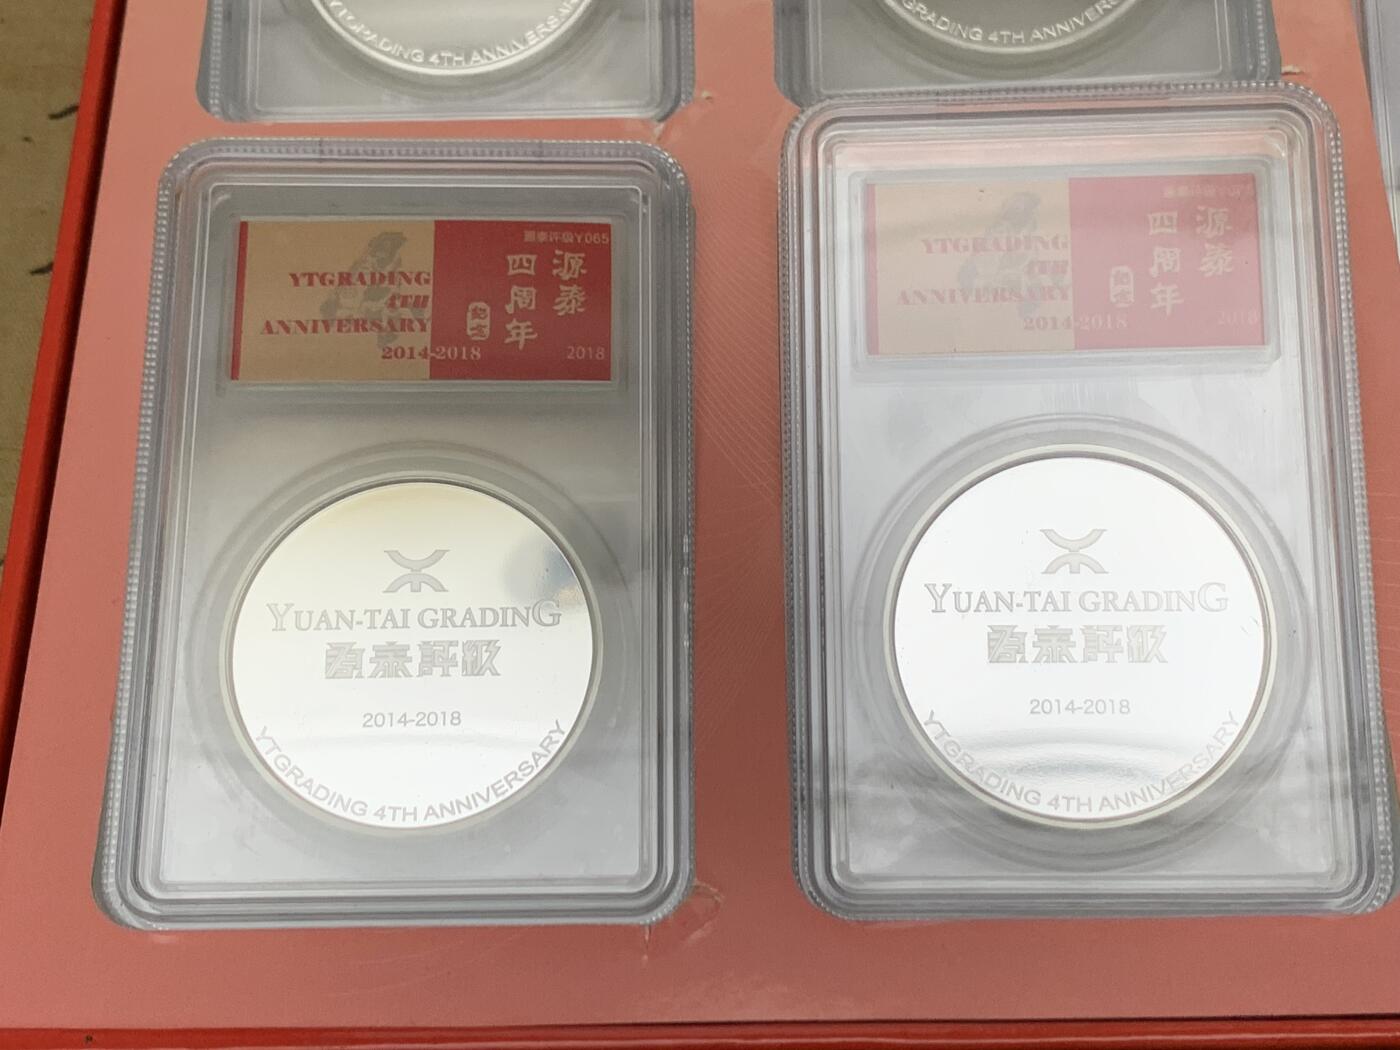 YTGRADING 4TH ANNIVERSARY
YTGRADING 4TH ANNIVERSARY
源泰评级Y065
YTGRADING
4TH
ANNIVERSARY
2014-2018
源泰
四周年
纪念
2018
YUAN-TAI GRADING
源泰評級
2014-2018
YTGRADING 4TH ANNIVERSARY
YTGRADING
4TH
ANNIVERSARY
2014-2018
源泰
四周年
纪念
2018
YUAN-TAI GRADING
源泰評級
2014-2018
YTGRADING 4TH ANNIVERSARY